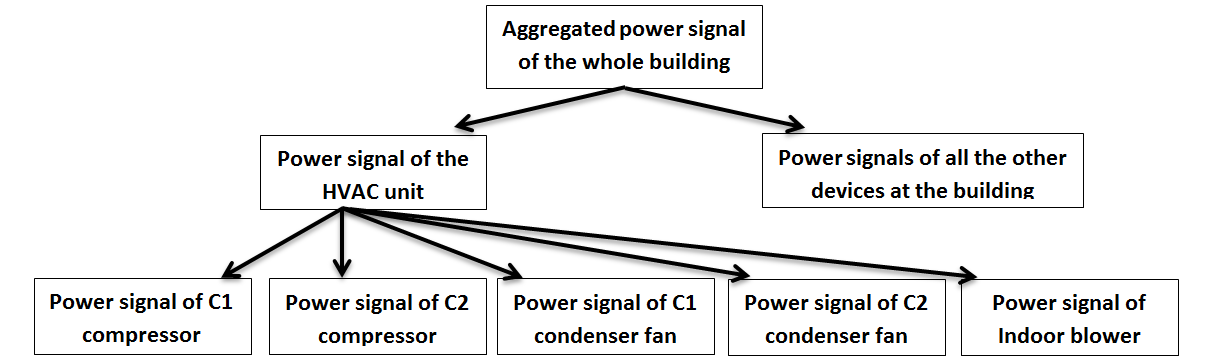 Aggregated power signal
of the whole building
Power signal of the
HVAC unit
Power signals of all the other
devices at the building
Power signal of C1
compressor
Power signal of C2
compressor
Power signal of C1
condenser fan
Power signal of C2
condenser fan
Power signal of
Indoor blower